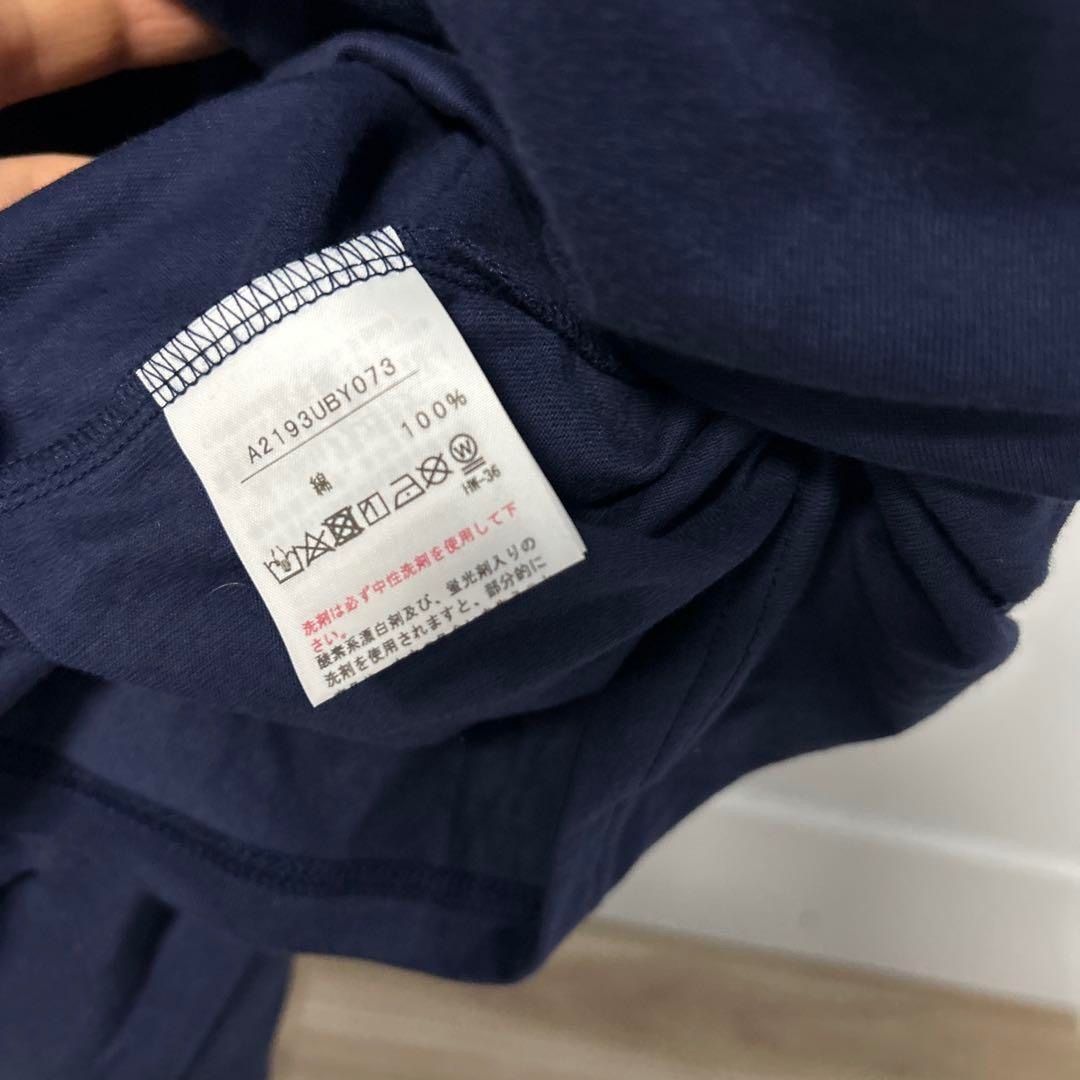 A2193UBY073
綿 100%
W
HW-36
洗剤は必ず中性洗剤を使用して下
さい。
酸素系漂白剤及び、蛍光剤入りの
洗剤を使用されますと、部分的に